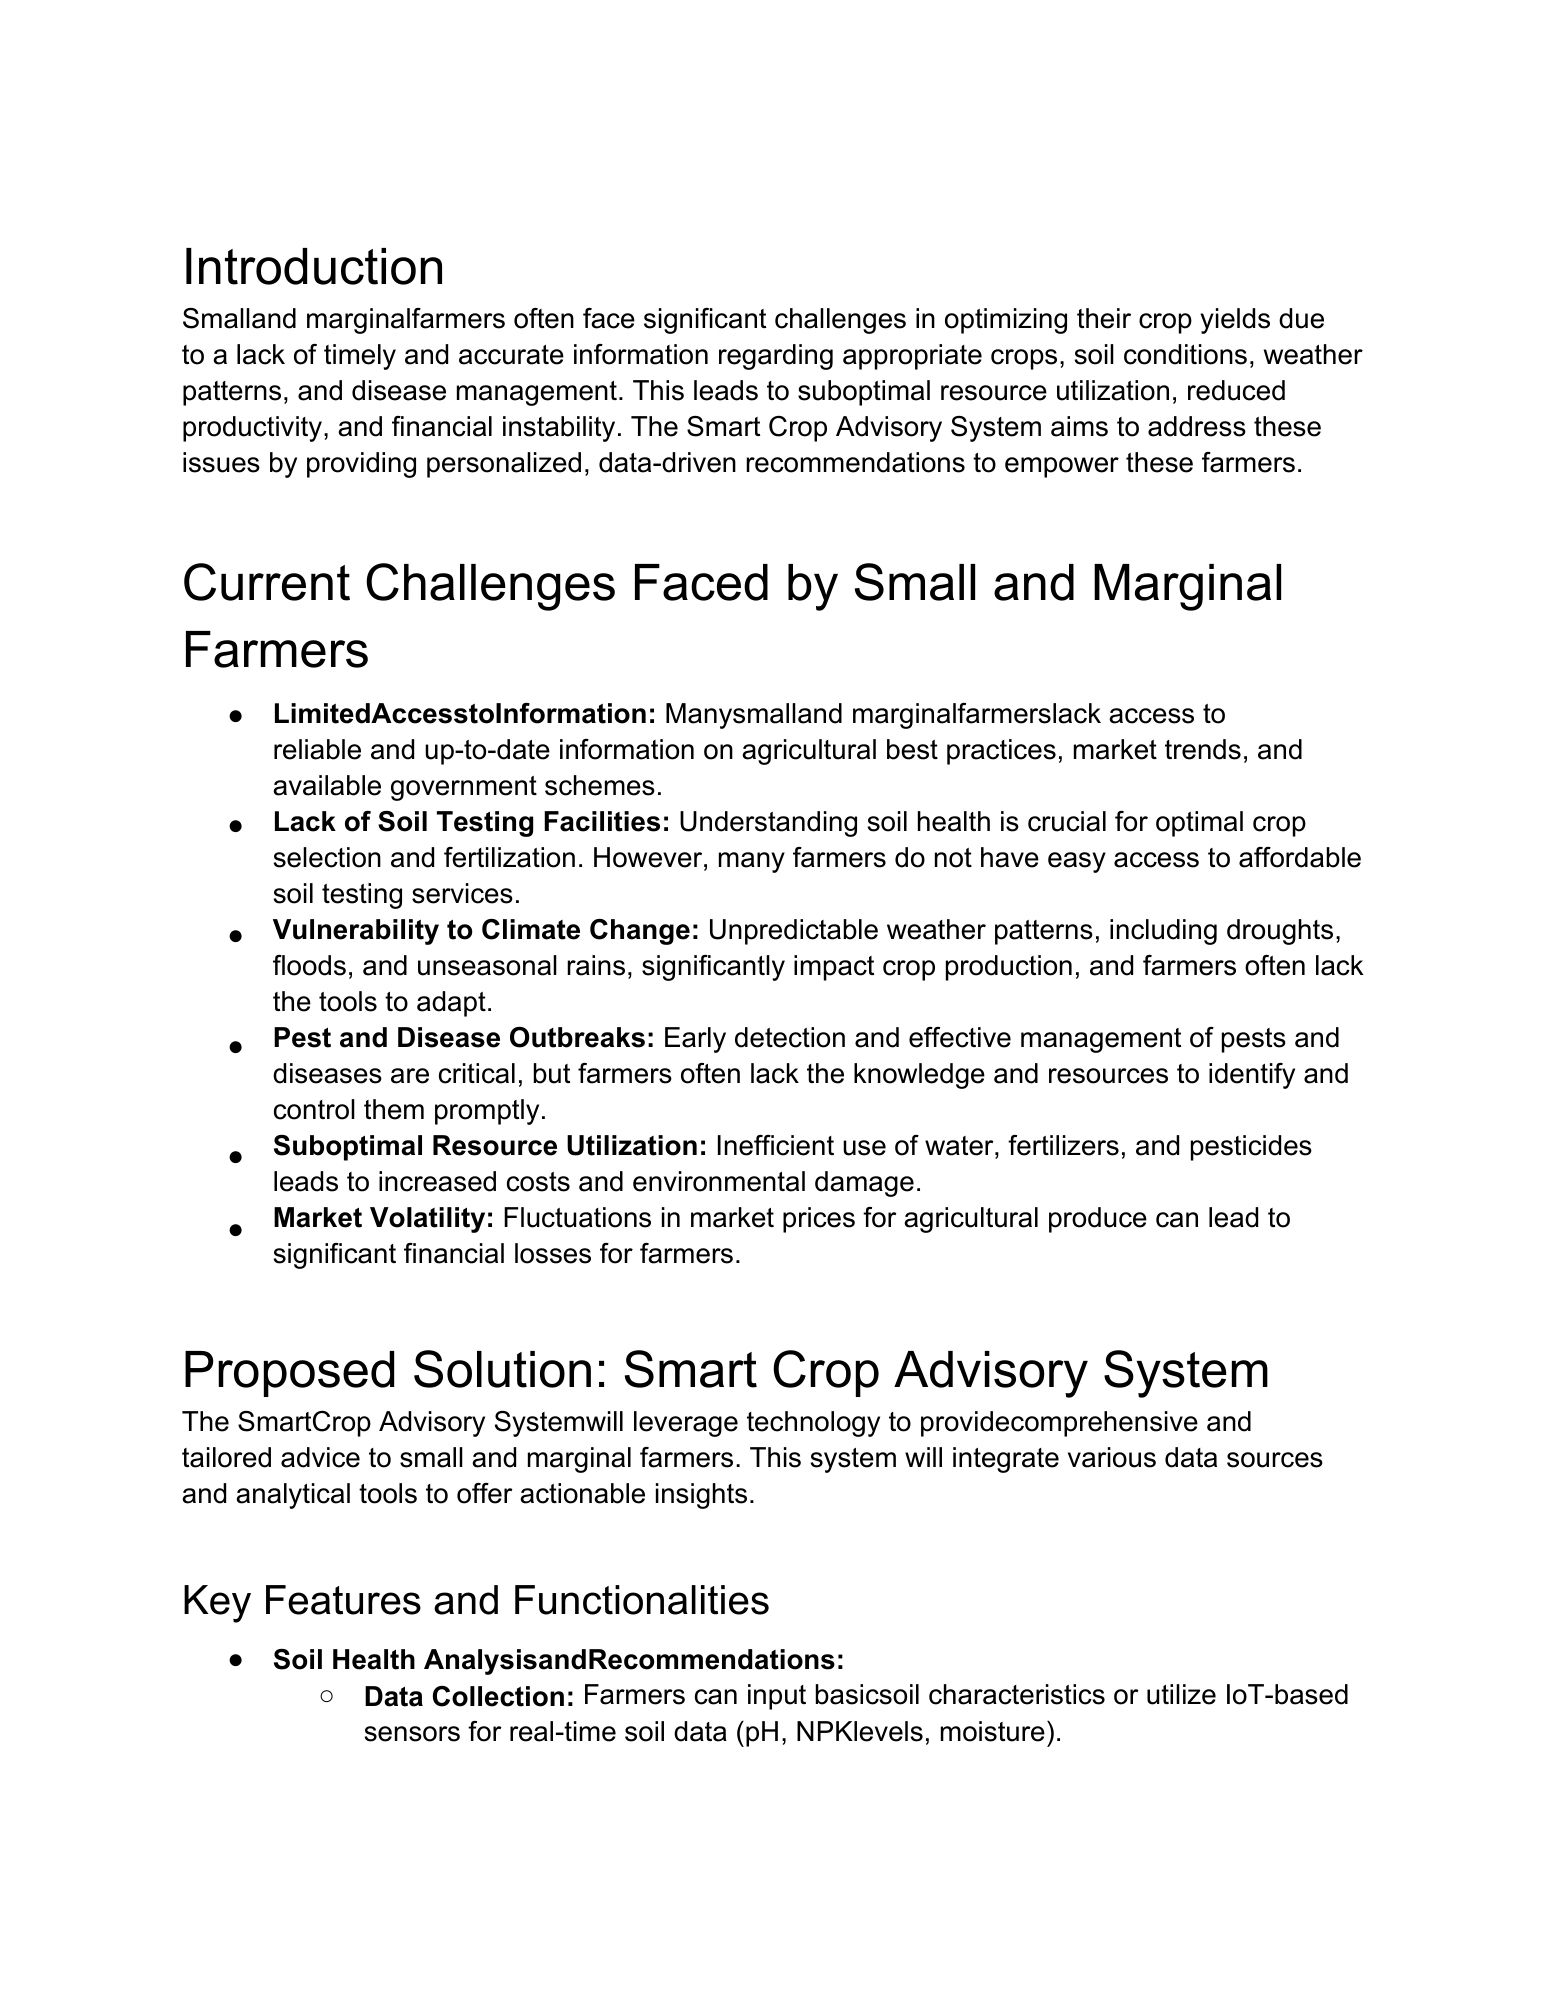 Introduction
Smalland marginalfarmers often face significant challenges in optimizing their crop yields due
to a lack of timely and accurate information regarding appropriate crops, soil conditions, weather
patterns, and disease management. This leads to suboptimal resource utilization, reduced
productivity, and financial instability. The Smart Crop Advisory System aims to address these
issues by providing personalized, data-driven recommendations to empower these farmers.
Current Challenges Faced by Small and Marginal
Farmers
● LimitedAccesstoInformation: Manysmalland marginalfarmerslack access to
reliable and up-to-date information on agricultural best practices, market trends, and
available government schemes.
● Lack of Soil Testing Facilities: Understanding soil health is crucial for optimal crop
selection and fertilization. However, many farmers do not have easy access to affordable
soil testing services.
● Vulnerability to Climate Change: Unpredictable weather patterns, including droughts,
floods, and unseasonal rains, significantly impact crop production, and farmers often lack
the tools to adapt.
● Pest and Disease Outbreaks: Early detection and effective management of pests and
diseases are critical, but farmers often lack the knowledge and resources to identify and
control them promptly.
● Suboptimal Resource Utilization: Inefficient use of water, fertilizers, and pesticides
leads to increased costs and environmental damage.
● Market Volatility: Fluctuations in market prices for agricultural produce can lead to
significant financial losses for farmers.
Proposed Solution: Smart Crop Advisory System
The SmartCrop Advisory Systemwill leverage technology to providecomprehensive and
tailored advice to small and marginal farmers. This system will integrate various data sources
and analytical tools to offer actionable insights.
Key Features and Functionalities
● Soil Health AnalysisandRecommendations:
○ Data Collection: Farmers can input basicsoil characteristics or utilize IoT-based
sensors for real-time soil data (pH, NPKlevels, moisture).